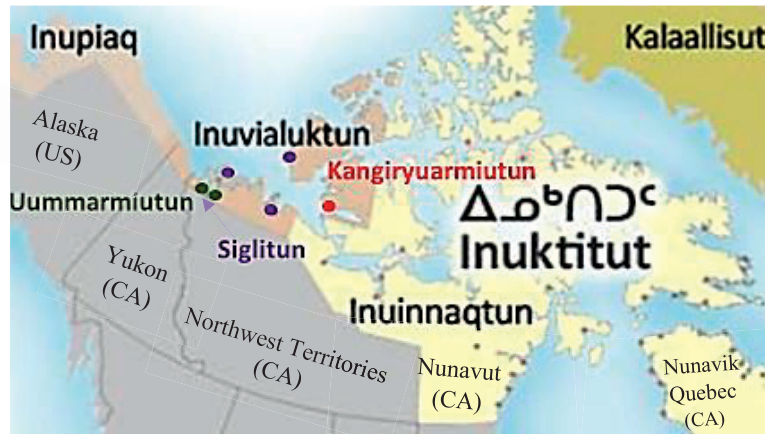 Inupiaq
Kalaallisut
Alaska
(US)
Inuvialuktun
Kangiryuarmiutun
Uummarmiutun
ᐃᓄᒃᑎᑐᑦ
Inuktitut
Siglitun
Yukon
(CA)
Inuinnaqtun
Northwest Territories
(CA)
Nunavut
(CA)
Nunavik
Quebec
(CA)